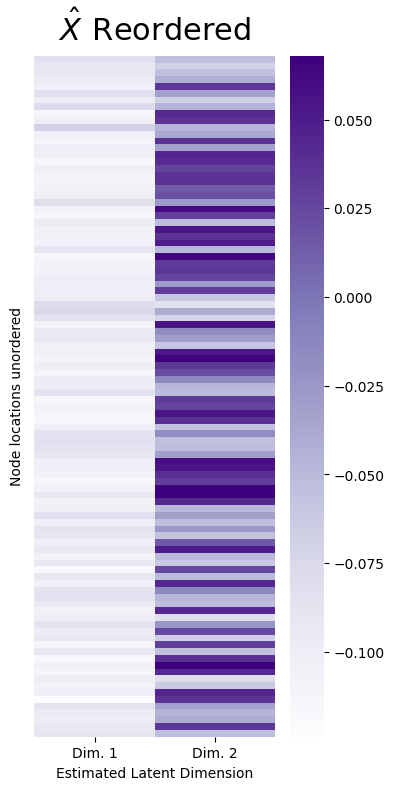 X̂ Reordered
Node locations unordered
0.050
0.025
0.000
−0.025
−0.050
−0.075
−0.100
Dim. 1 Dim. 2
Estimated Latent Dimension